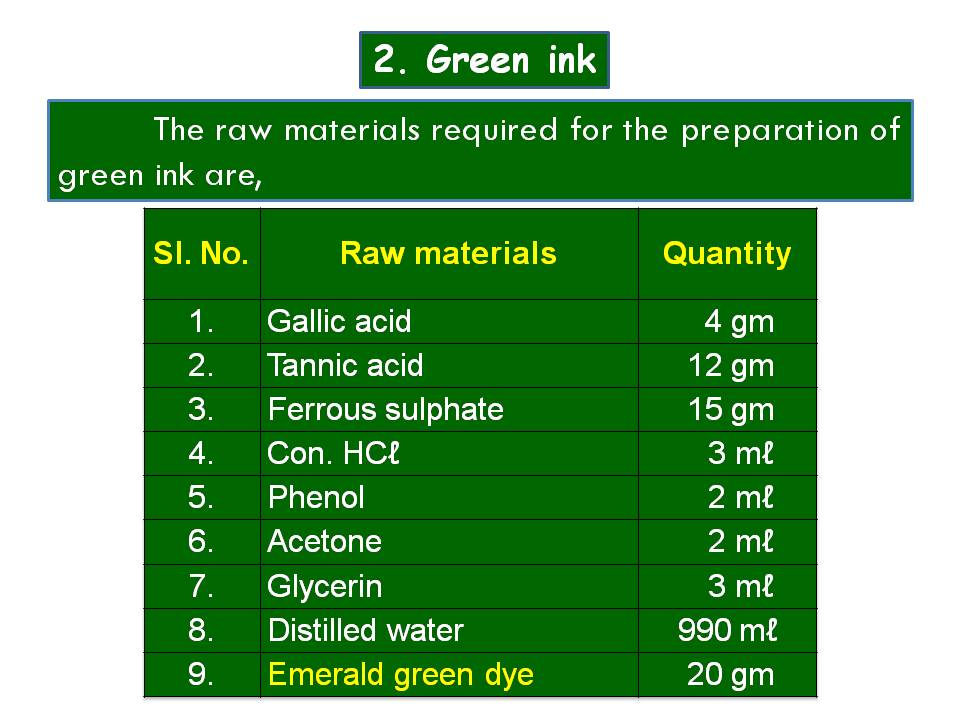 2. Green ink
The raw materials required for the preparation of
green ink are,
Sl. No. Raw materials Quantity
1. Gallic acid 4 gm
2. Tannic acid 12 gm
3. Ferrous sulphate 15 gm
4. Con. HCℓ 3 mℓ
5. Phenol 2 mℓ
6. Acetone 2 mℓ
7. Glycerin 3 mℓ
8. Distilled water 990 mℓ
9. Emerald green dye 20 gm